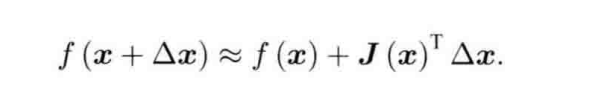 f (x + Δx) ≈ f (x) + J (x)ᵀ Δx.